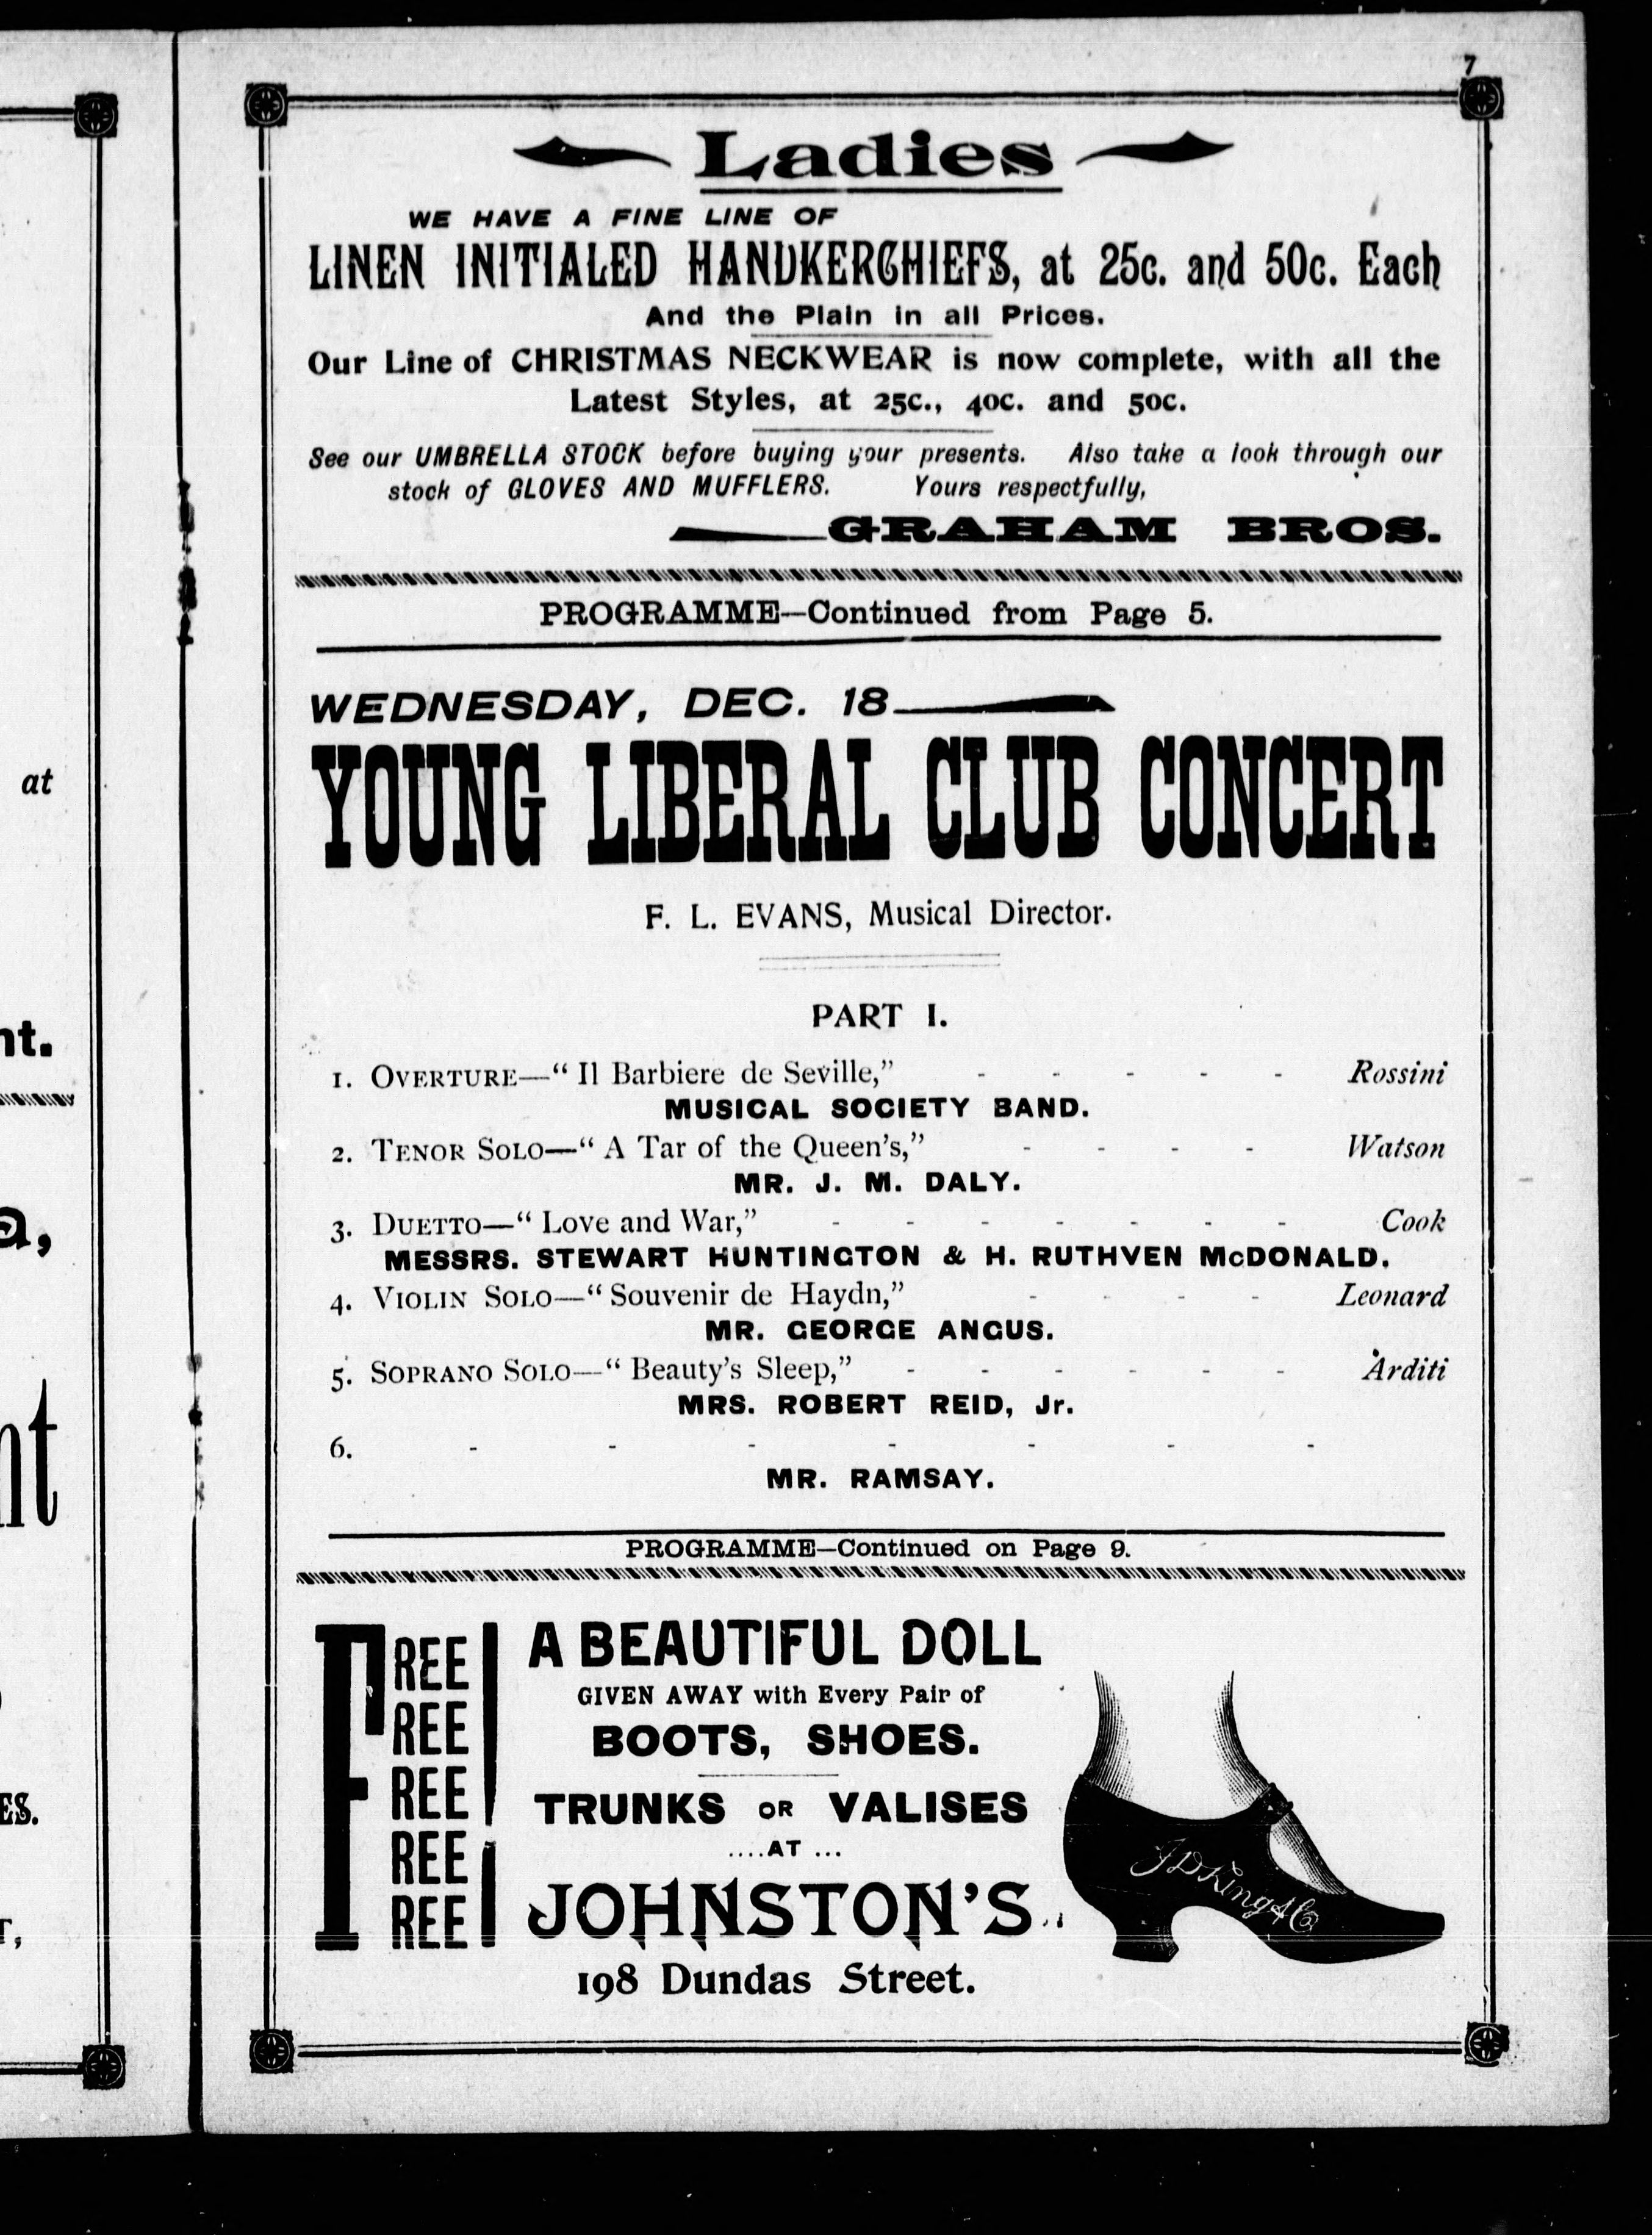 7
Ladies
WE HAVE A FINE LINE OF
LINEN INITIALED HANDKERCHIEFS, at 25c. and 50c. Each
And the Plain in all Prices.
Our Line of CHRISTMAS NECKWEAR is now complete, with all the
Latest Styles, at 25c., 40c. and 50c.
See our UMBRELLA STOCK before buying your presents. Also take a look through our
stock of GLOVES AND MUFFLERS. Yours respectfully,
GRAHAM BROS.
PROGRAMME—Continued from Page 5.
WEDNESDAY, DEC. 18
YOUNG LIBERAL CLUB CONCERT
F. L. EVANS, Musical Director.
PART I.
1. OVERTURE—“Il Barbiere de Seville,” - - - - - Rossini
MUSICAL SOCIETY BAND.
2. TENOR SOLO—“A Tar of the Queen's,” - - - - Watson
MR. J. M. DALY.
3. DUETTO—“Love and War,” - - - - - - - Cook
MESSRS. STEWART HUNTINGTON & H. RUTHVEN McDONALD.
4. VIOLIN SOLO—“Souvenir de Haydn,” - - - - Leonard
MR. GEORGE ANGUS.
5. SOPRANO SOLO—“Beauty's Sleep,” - - - - - - Arditi
MRS. ROBERT REID, Jr.
6. - - - - - - -
MR. RAMSAY.
PROGRAMME—Continued on Page 9.
FREE
REE
REE
REE
REE
A BEAUTIFUL DOLL
GIVEN AWAY with Every Pair of
BOOTS, SHOES.
TRUNKS OR VALISES
....AT ...
JOHNSTON'S..
198 Dundas Street.
J D King & Co
at
nt.
a,
nt
ES.
T,